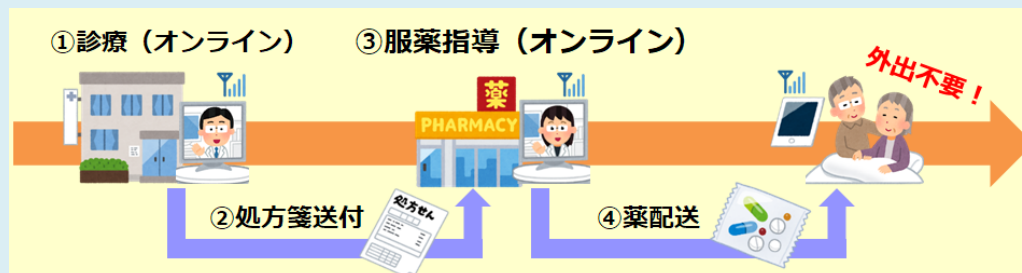 ①診療（オンライン）
③服薬指導（オンライン）
外出不要！
薬
PHARMACY
②処方箋送付
処方せん
④薬配送